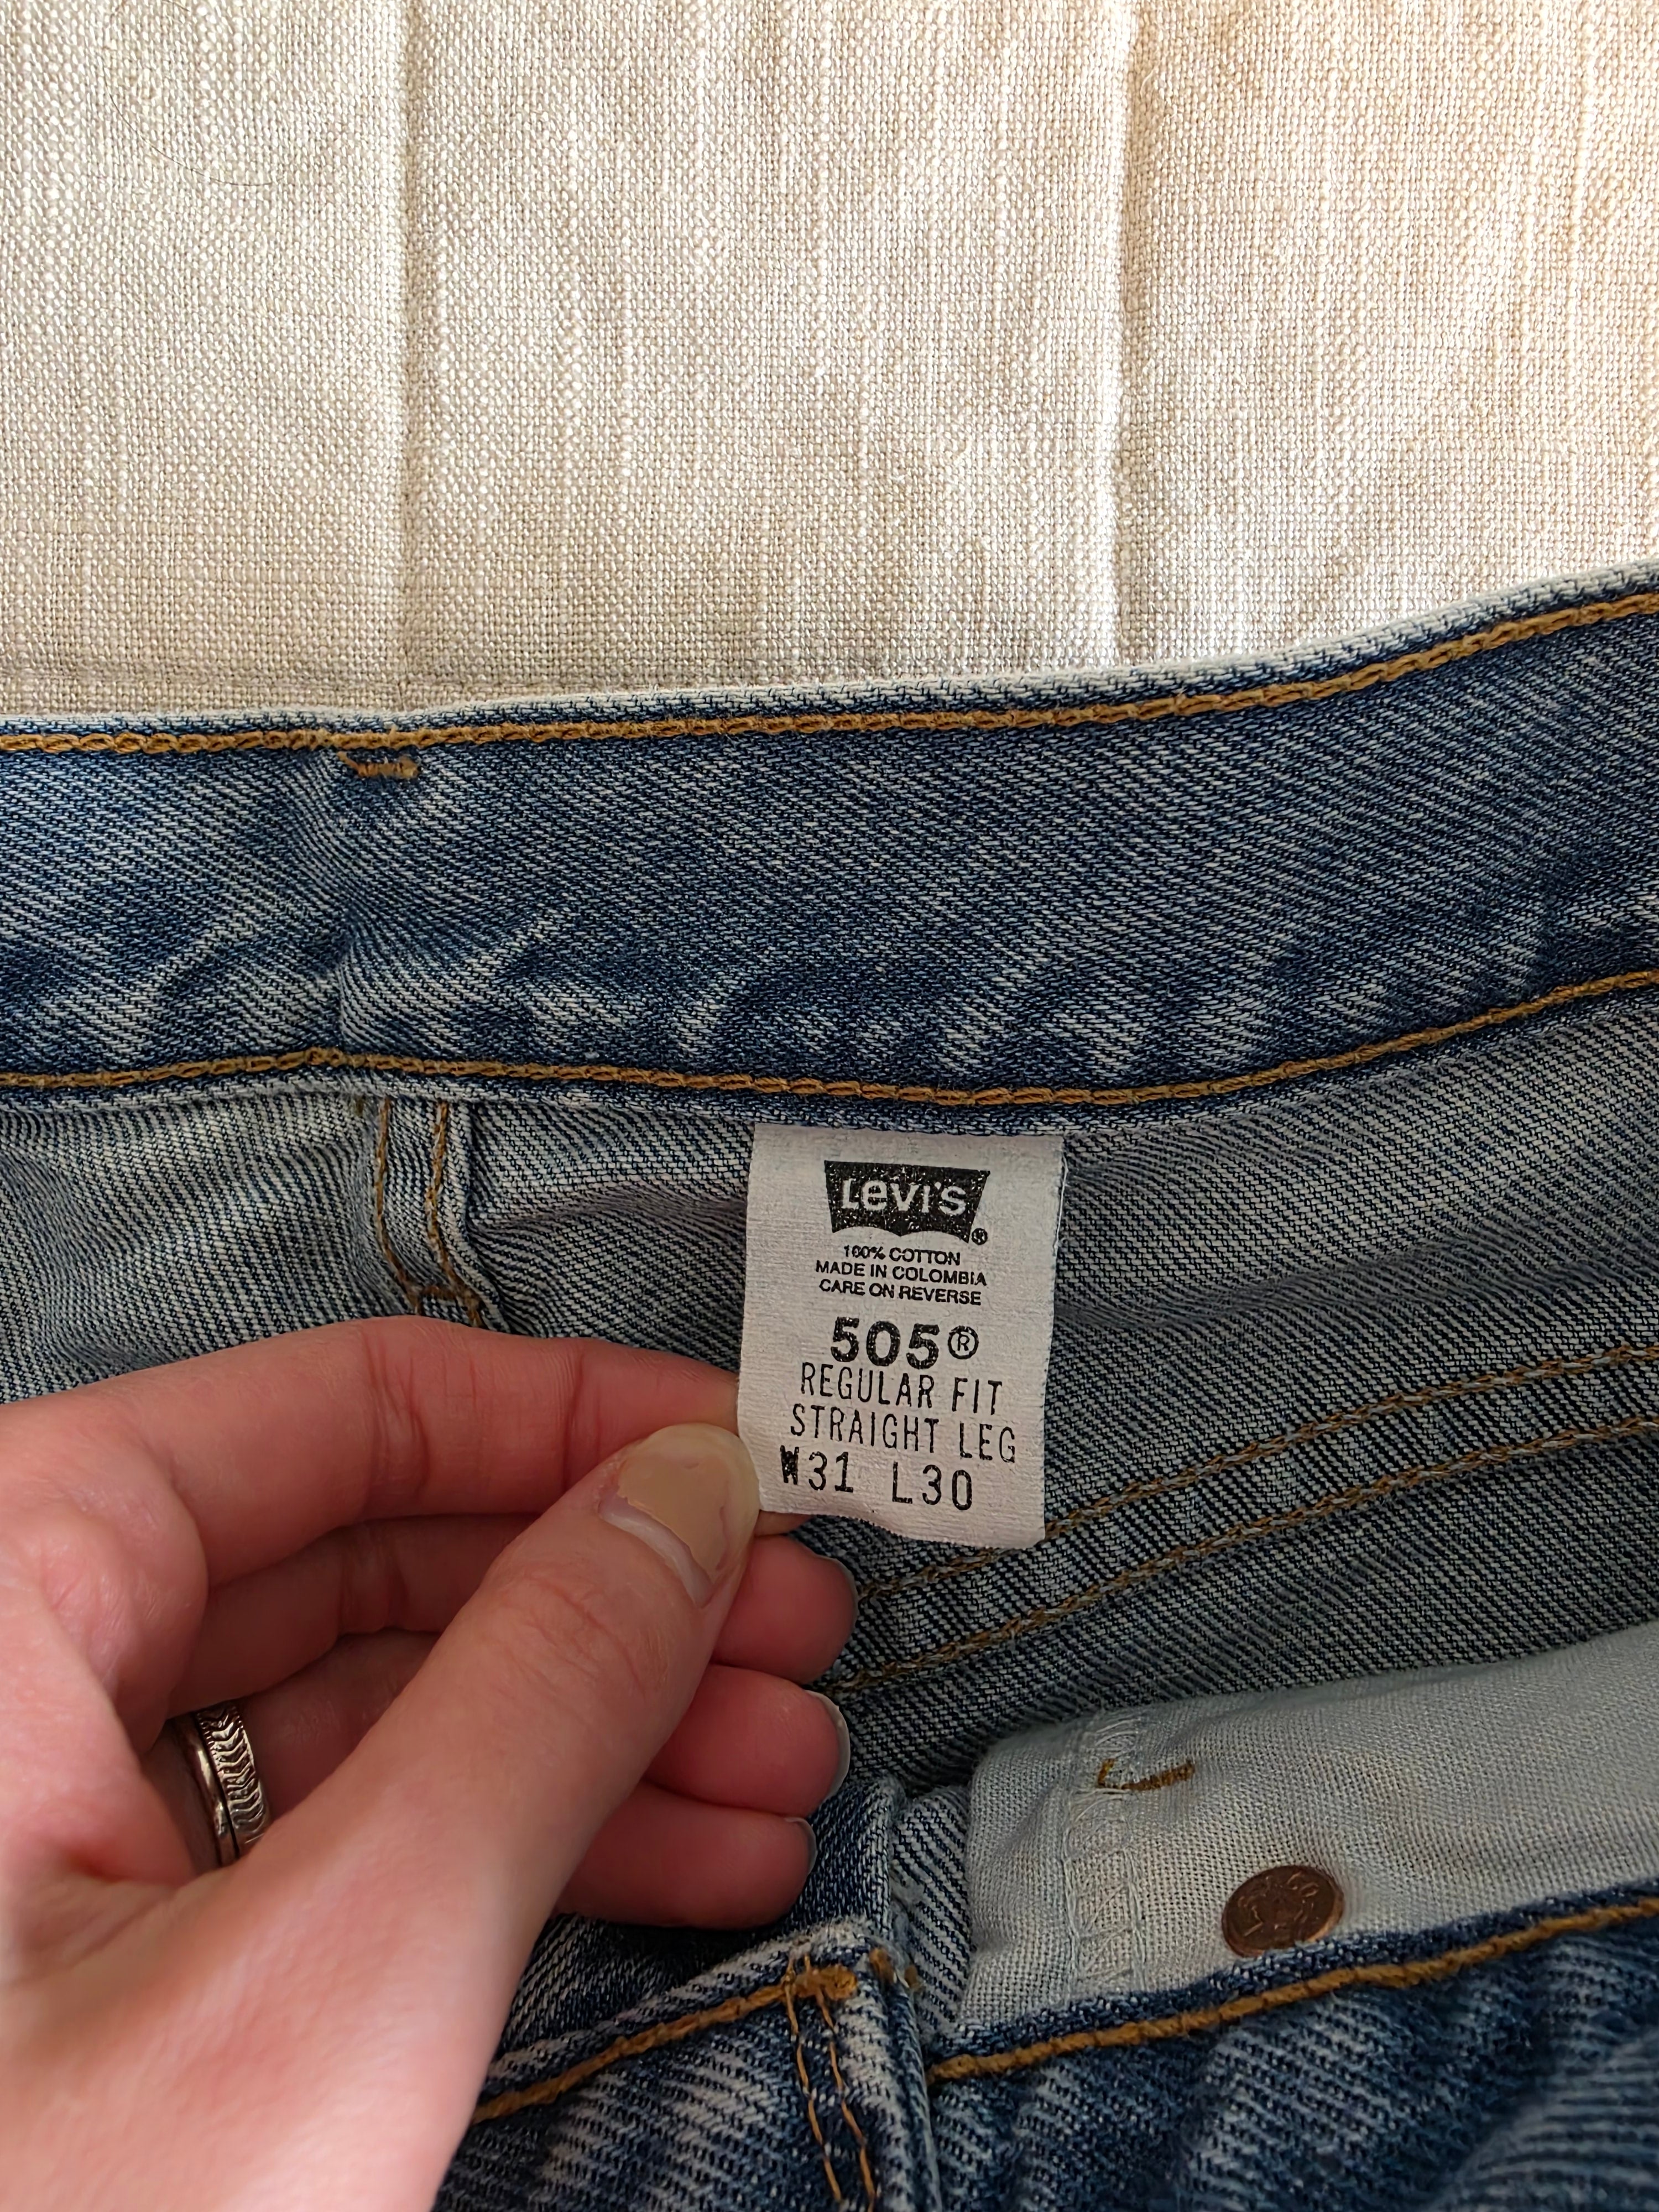 LEVI'S
®
100% COTTON
MADE IN COLOMBIA
CARE ON REVERSE
505®
REGULAR FIT
STRAIGHT LEG
W31 L30